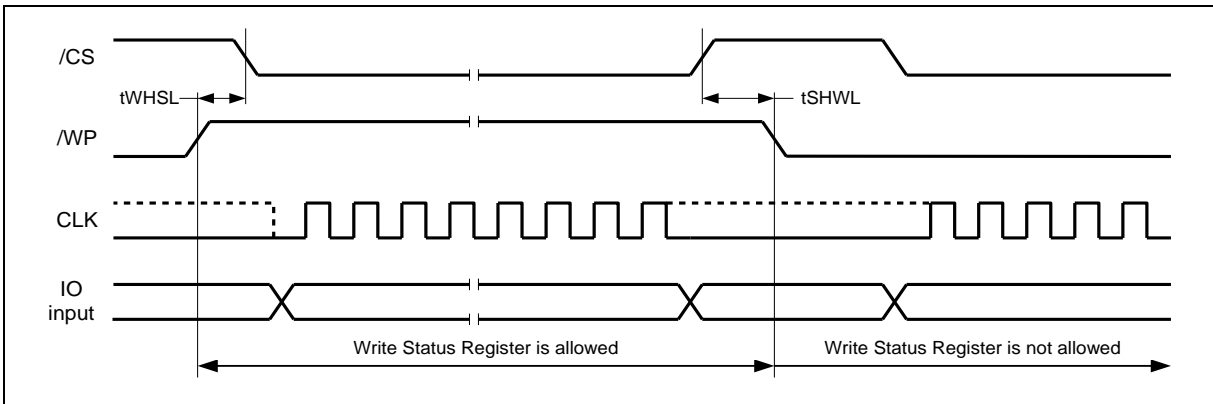 /CS
tWHSL
tSHWL
/WP
CLK
IO
input
Write Status Register is allowed
Write Status Register is not allowed